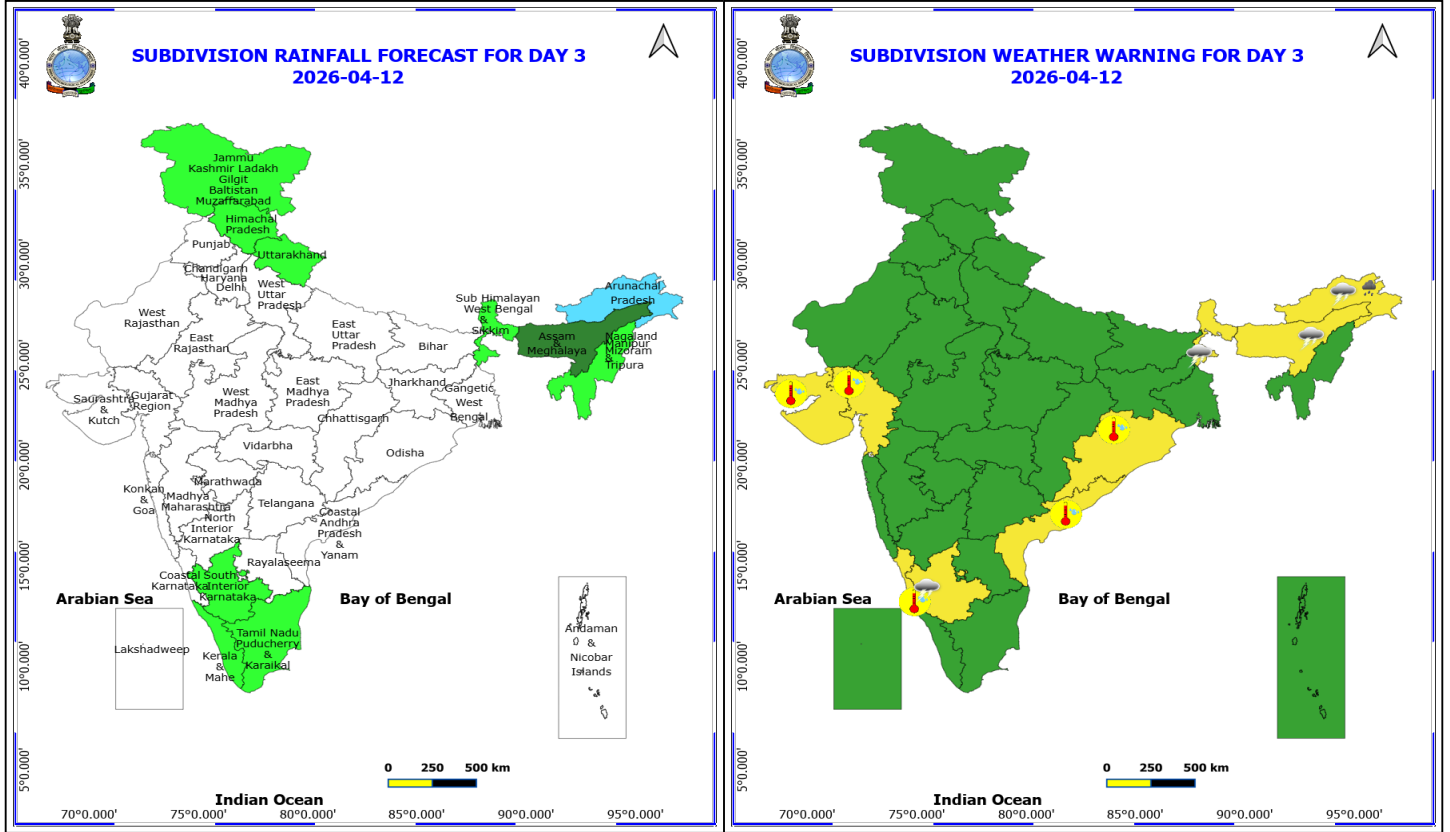 SUBDIVISION RAINFALL FORECAST FOR DAY 3
2026-04-12
40°0.000'
35°0.000'
30°0.000'
25°0.000'
20°0.000'
15°0.000'
10°0.000'
5°0.000'
Jammu
Kashmir Ladakh
Gilgit
Baltistan
Muzaffarabad
Himachal
Pradesh
Punjab
Uttarakhand
Chandigarh
Haryana
Delhi
West
Uttar
Pradesh
West
Rajasthan
East
Rajasthan
East
Uttar
Pradesh
Bihar
Sub Himalayan
West Bengal
&
Sikkim
Arunachal
Pradesh
Assam
&
Meghalaya
Nagaland
Manipur
Mizoram
&
Tripura
Saurashtra
&
Kutch
Gujarat
Region
West
Madhya
Pradesh
East
Madhya
Pradesh
Jharkhand
Gangetic
West
Bengal
Chhattisgarh
Vidarbha
Odisha
Konkan
&
Goa
Madhya
Maharashtra
Marathwada
Telangana
North
Interior
Karnataka
Coastal
Andhra
Pradesh
&
Yanam
Rayalaseema
Coastal
Karnataka
South
Interior
Karnataka
Tamil Nadu
Puducherry
&
Karaikal
Kerala
&
Mahe
Arabian Sea
Bay of Bengal
Lakshadweep
Andaman
&
Nicobar
Islands
0 250 500 km
Indian Ocean
70°0.000' 75°0.000' 80°0.000' 85°0.000' 90°0.000' 95°0.000'
SUBDIVISION WEATHER WARNING FOR DAY 3
2026-04-12
40°0.000'
35°0.000'
30°0.000'
25°0.000'
20°0.000'
15°0.000'
10°0.000'
5°0.000'
Arabian Sea
Bay of Bengal
0 250 500 km
Indian Ocean
70°0.000' 75°0.000' 80°0.000' 85°0.000' 90°0.000' 95°0.000'